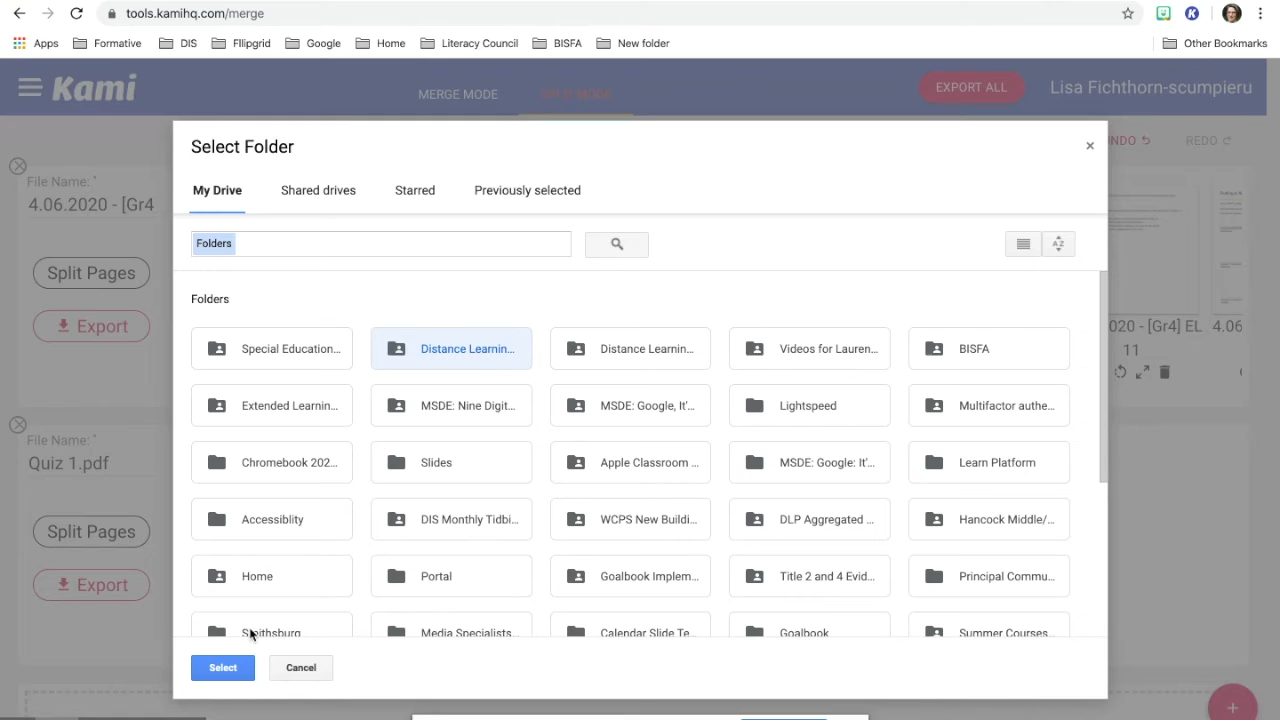 tools.kamihq.com/merge
Apps Formative DIS Fllipgrid Google Home Literacy Council BISFA New folder Other Bookmarks
Kami MERGE MODE SPLIT MODE EXPORT ALL Lisa Fichthorn-scumpieru
Select Folder
UNDO REDO
My Drive Shared drives Starred Previously selected
File Name: *
4.06.2020 - [Gr4
Folders
Split Pages
Folders
Export
020 - [Gr4] EL 4.06
11
Special Education... Distance Learnin... Distance Learnin... Videos for Lauren... BISFA
Extended Learnin... MSDE: Nine Digit... MSDE: Google, It'... Lightspeed Multifactor authe...
File Name: *
Quiz 1.pdf
Chromebook 202... Slides Apple Classroom ... MSDE: Google: It'... Learn Platform
Split Pages
Accessiblity DIS Monthly Tidbi... WCPS New Buildi... DLP Aggregated ... Hancock Middle/...
Export
Home Portal Goalbook Implem... Title 2 and 4 Evid... Principal Commu...
Smithsburg Media Specialists... Calendar Slide Te... Goalbook Summer Courses...
Select Cancel